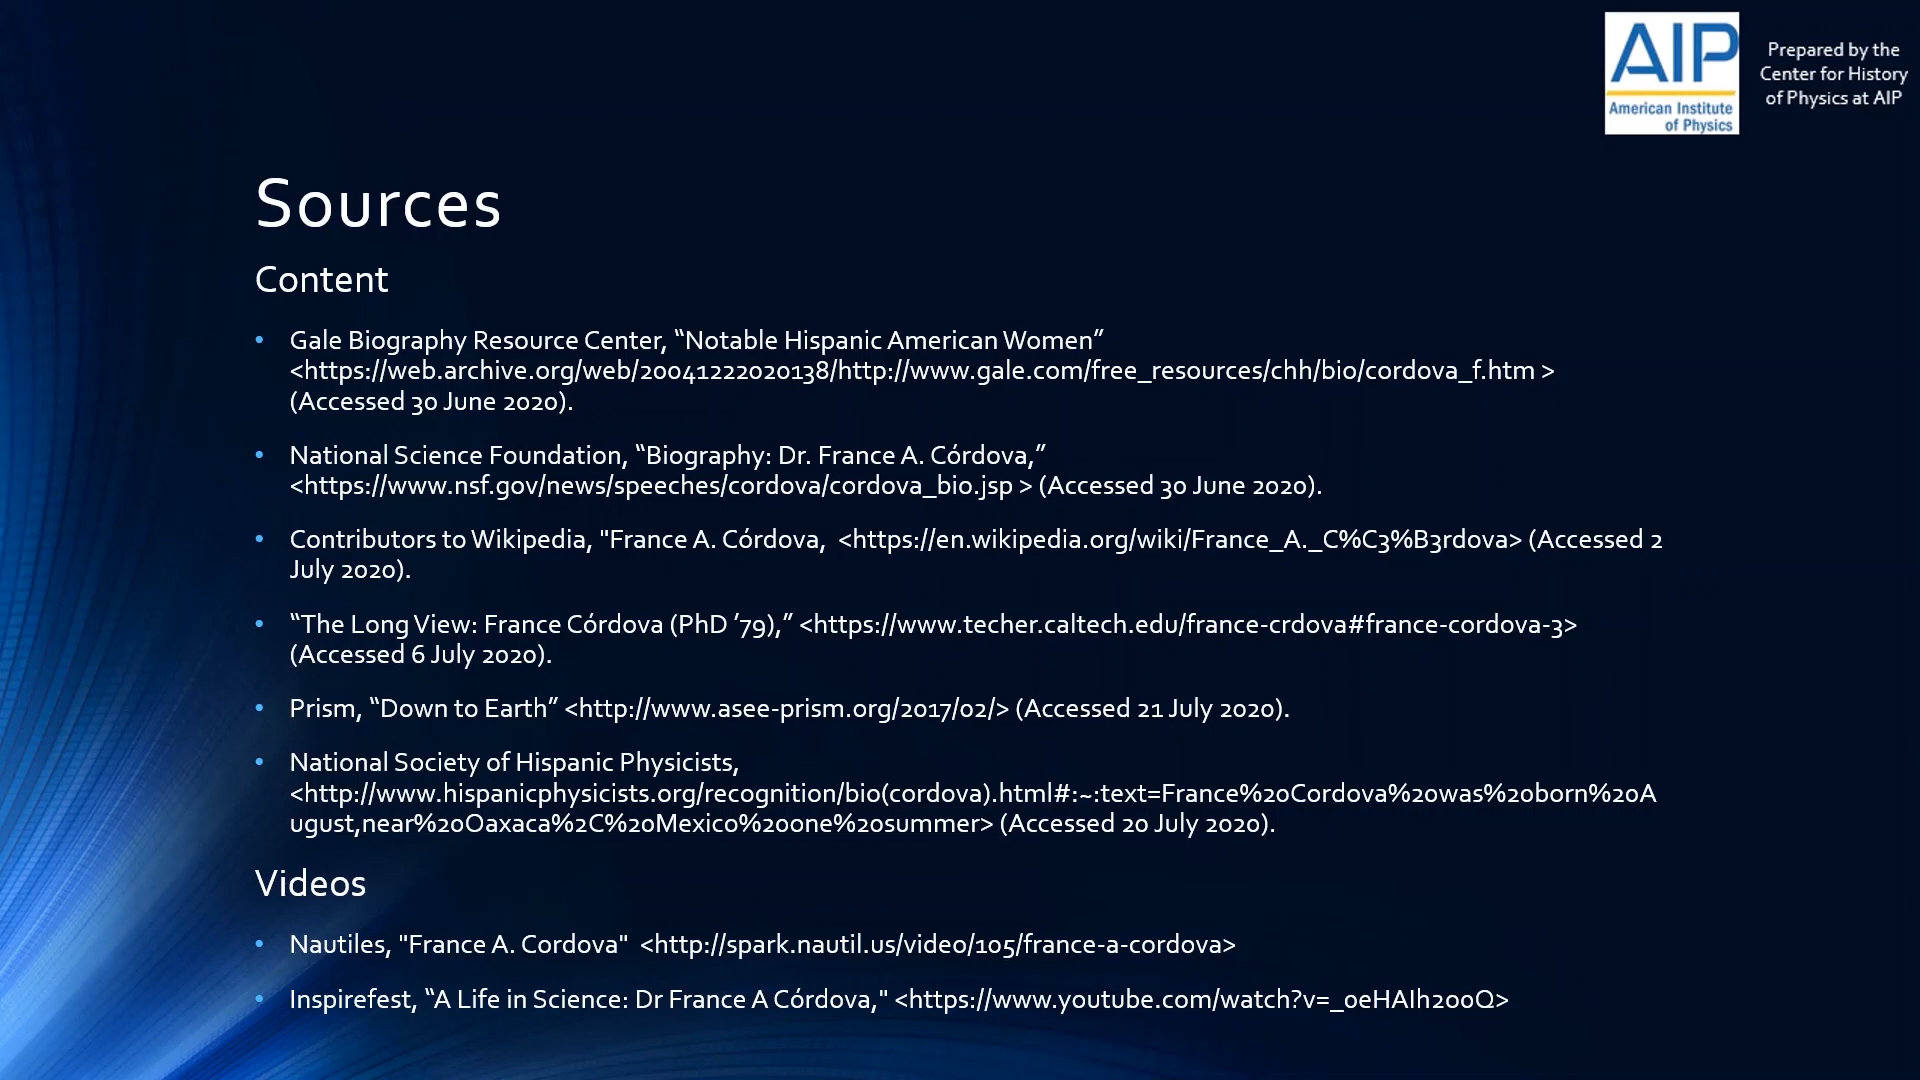 AIP
American Institute
of Physics
Prepared by the
Center for History
of Physics at AIP
Sources
Content
• Gale Biography Resource Center, “Notable Hispanic American Women”
<https://web.archive.org/web/20041222020138/http://www.gale.com/free_resources/chh/bio/cordova_f.htm >
(Accessed 30 June 2020).
• National Science Foundation, “Biography: Dr. France A. Córdova,”
<https://www.nsf.gov/news/speeches/cordova/cordova_bio.jsp > (Accessed 30 June 2020).
• Contributors to Wikipedia, "France A. Córdova,  <https://en.wikipedia.org/wiki/France_A._C%C3%B3rdova> (Accessed 2
July 2020).
• “The Long View: France Córdova (PhD ’79),” <https://www.techer.caltech.edu/france-crdova#france-cordova-3>
(Accessed 6 July 2020).
• Prism, “Down to Earth” <http://www.asee-prism.org/2017/02/> (Accessed 21 July 2020).
• National Society of Hispanic Physicists,
<http://www.hispanicphysicists.org/recognition/bio(cordova).html#:~:text=France%20Cordova%20was%20born%20A
ugust,near%20Oaxaca%2C%20Mexico%20one%20summer> (Accessed 20 July 2020).
Videos
• Nautiles, "France A. Cordova"  <http://spark.nautil.us/video/105/france-a-cordova>
• Inspirefest, “A Life in Science: Dr France A Córdova," <https://www.youtube.com/watch?v=_0eHAIh200Q>